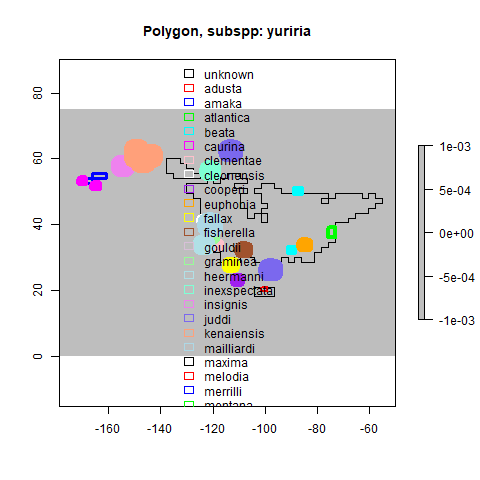 Polygon, subspp: yuriria
unknown
adusta
amaka
atlantica
beata
caurina
clementae
cleonensis
cooperi
euphonia
fallax
fisherella
gouldii
graminea
heermanni
inexspectata
insignis
juddi
kenaiensis
mailliardi
maxima
melodia
merrilli
montana
80
60
40
20
0
-160
-140
-120
-100
-80
-60
1e-03
5e-04
0e+00
-5e-04
-1e-03